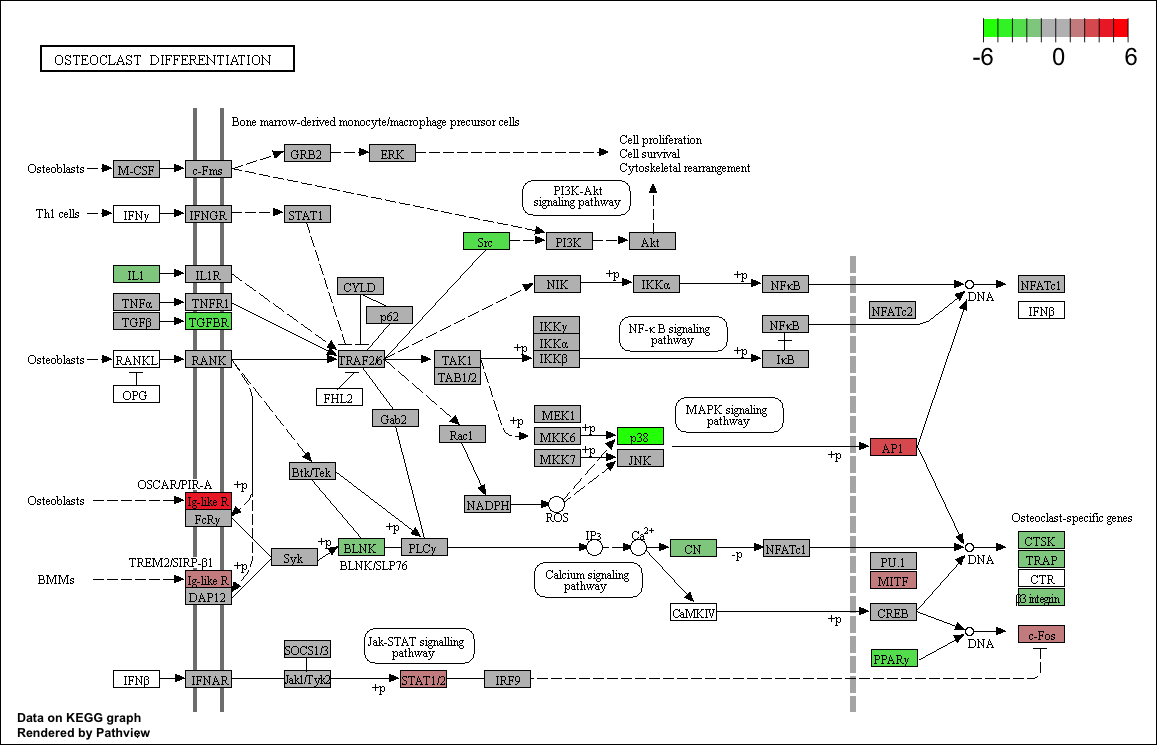 -6 0 6
OSTEOCLAST DIFFERENTIATION
Bone marrow-derived monocyte/macrophage precursor cells
Osteoblasts M-CSF c-Fms GRB2 ERK
Cell proliferation
Cell survival
Cytoskeletal rearrangement
PI3K-Akt
signaling pathway
Th1 cells IFNγ IFNGR STAT1
Src PI3K Akt
IL1 IL1R
CYLD
NIK +p IKKα +p NFκB
DNA
NFATc1
TNFα TNFR1
p62
NFATc2
IFNβ
TGFβ TGFBR
IKKγ
NF-κ B signaling
pathway
NFκB
IKKα
Osteoblasts RANKL RANK TRAF2/6 TAK1 +p IKKβ +p IκB
TAB1/2
OPG
FHL2
Gab2
MEK1
MAPK signaling
pathway
+p
Rac1
MKK6 +p p38
AP1
+p
MKK7 +p JNK
Btk/Tek
OSCAR/PIR-A +p
Osteoblasts Ig-like R
NADPH
ROS
FcRγ
Osteoclast-specific genes
+p
+p BLNK PLCγ
BLNK/SLP76
Syk
IP3 Ca2+
CN -p NFATc1
DNA
CTSK
TRAP
CTR
β3 integrin
TREM2/SIRP-β1 +p
BMMs Ig-like R
DAP12
Calcium signaling
pathway
PU.1
MITF
CaMKIV +p CREB
DNA
c-Fos
PPARγ
Jak-STAT signalling
pathway
SOCS1/3
IFNβ IFNAR Jak1/Tyk2 +p STAT1/2 IRF9
Data on KEGG graph
Rendered by Pathview